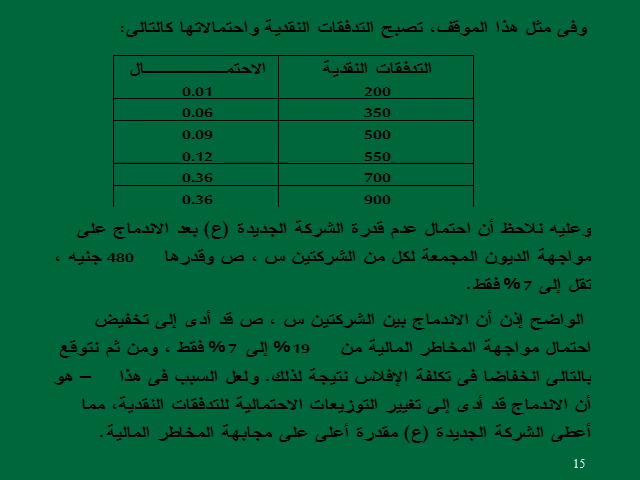 وفى مثل هذا الموقف، تصبح التدفقات النقدية واحتمالاتها كالتالى:
التدفقات النقدية الاحتمـــــــــــــال
200 0.01
350 0.06
500 0.09
550 0.12
700 0.36
900 0.36
وعليه نلاحظ أن احتمال عدم قدرة الشركة الجديدة (ع) بعد الاندماج على
مواجهة الديون المجمعة لكل من الشركتين س ، ص وقدرها 480 جنيه ،
تقل إلى 7 % فقط.
الواضح إذن أن الاندماج بين الشركتين س ، ص قد أدى إلى تخفيض
احتمال مواجهة المخاطر المالية من 19% إلى 7 % فقط ، ومن ثم نتوقع
بالتالى انخفاضا فى تكلفة الإفلاس نتيجة لذلك. ولعل السبب فى هذا – هو
أن الاندماج قد أدى إلى تغيير التوزيعات الاحتمالية للتدفقات النقدية، مما
أعطى الشركة الجديدة (ع) مقدرة أعلى على مجابهة المخاطر المالية.
15